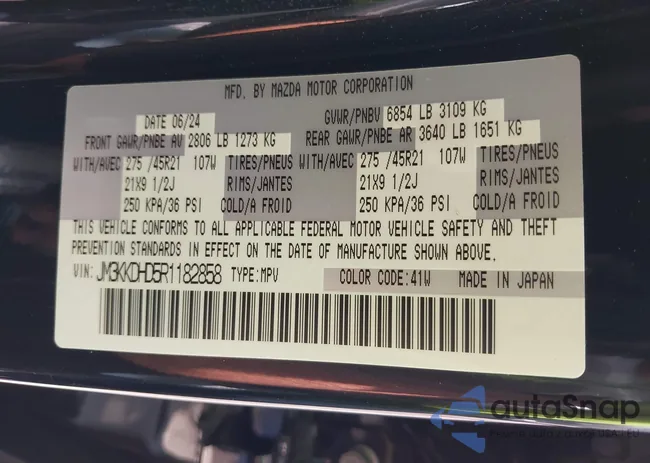 MFD. BY MAZDA MOTOR CORPORATION
DATE 06/24 GVWR/PNBV 6854 LB 3109 KG
FRONT GAWR/PNBE AV 2806 LB 1273 KG REAR GAWR/PNBE AR 3640 LB 1651 KG
WITH/AVEC 275 /45R21 107W TIRES/PNEUS WITH/AVEC 275 /45R21 107W TIRES/PNEUS
21X9 1/2J RIMS/JANTES 21X9 1/2J RIMS/JANTES
250 KPA/36 PSI COLD/A FROID 250 KPA/36 PSI COLD/A FROID
THIS VEHICLE CONFORMS TO ALL APPLICABLE FEDERAL MOTOR VEHICLE SAFETY AND THEFT
PREVENTION STANDARDS IN EFFECT ON THE DATE OF MANUFACTURE SHOWN ABOVE.
VIN: JM3KKDHD5R1182858 TYPE:MPV COLOR CODE:41W MADE IN JAPAN
autoSnap